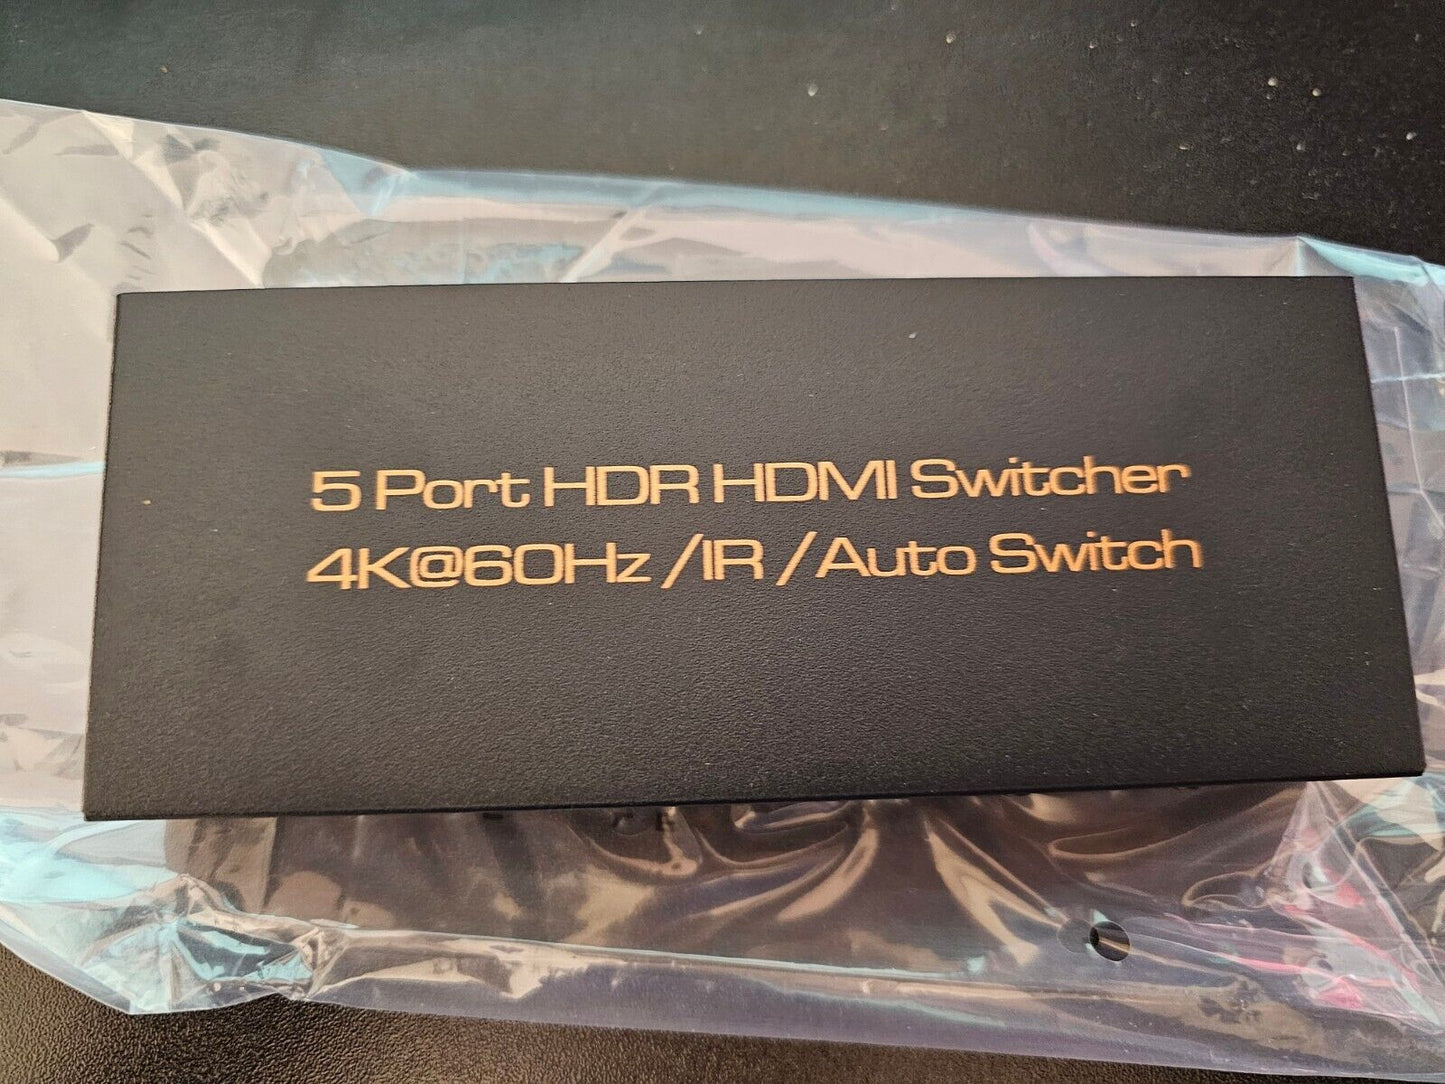 5 Port HDR HDMI Switcher
4K@60Hz /IR /Auto Switch